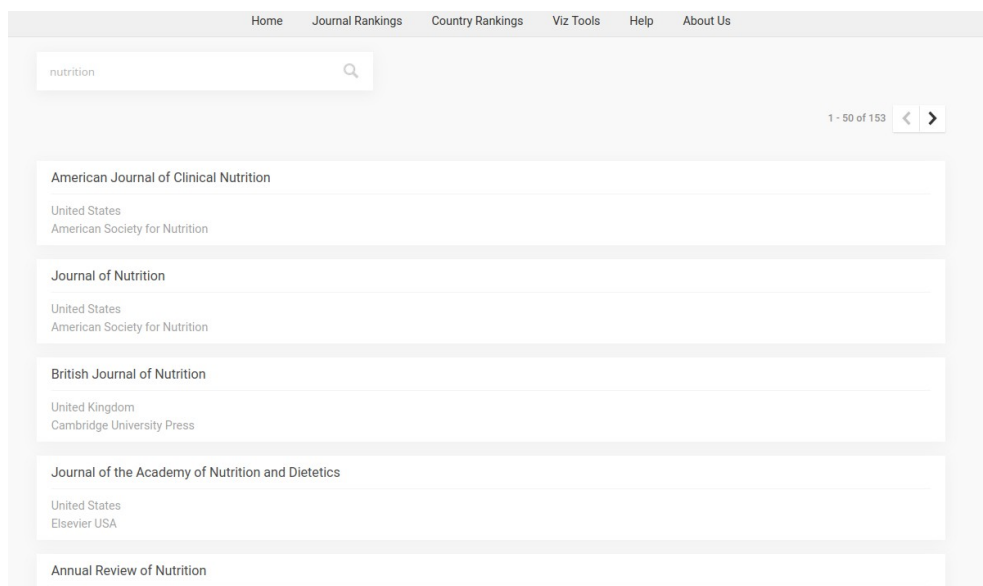 Home Journal Rankings Country Rankings Viz Tools Help About Us
nutrition
1 - 50 of 153
American Journal of Clinical Nutrition
United States
American Society for Nutrition
Journal of Nutrition
United States
American Society for Nutrition
British Journal of Nutrition
United Kingdom
Cambridge University Press
Journal of the Academy of Nutrition and Dietetics
United States
Elsevier USA
Annual Review of Nutrition